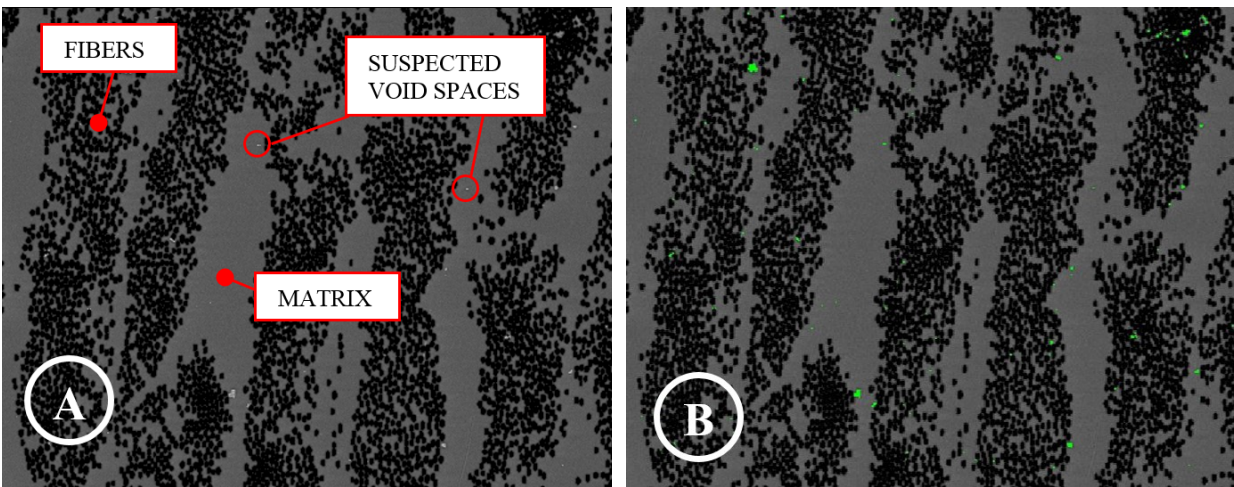 FIBERS
SUSPECTED
VOID SPACES
MATRIX
A
B